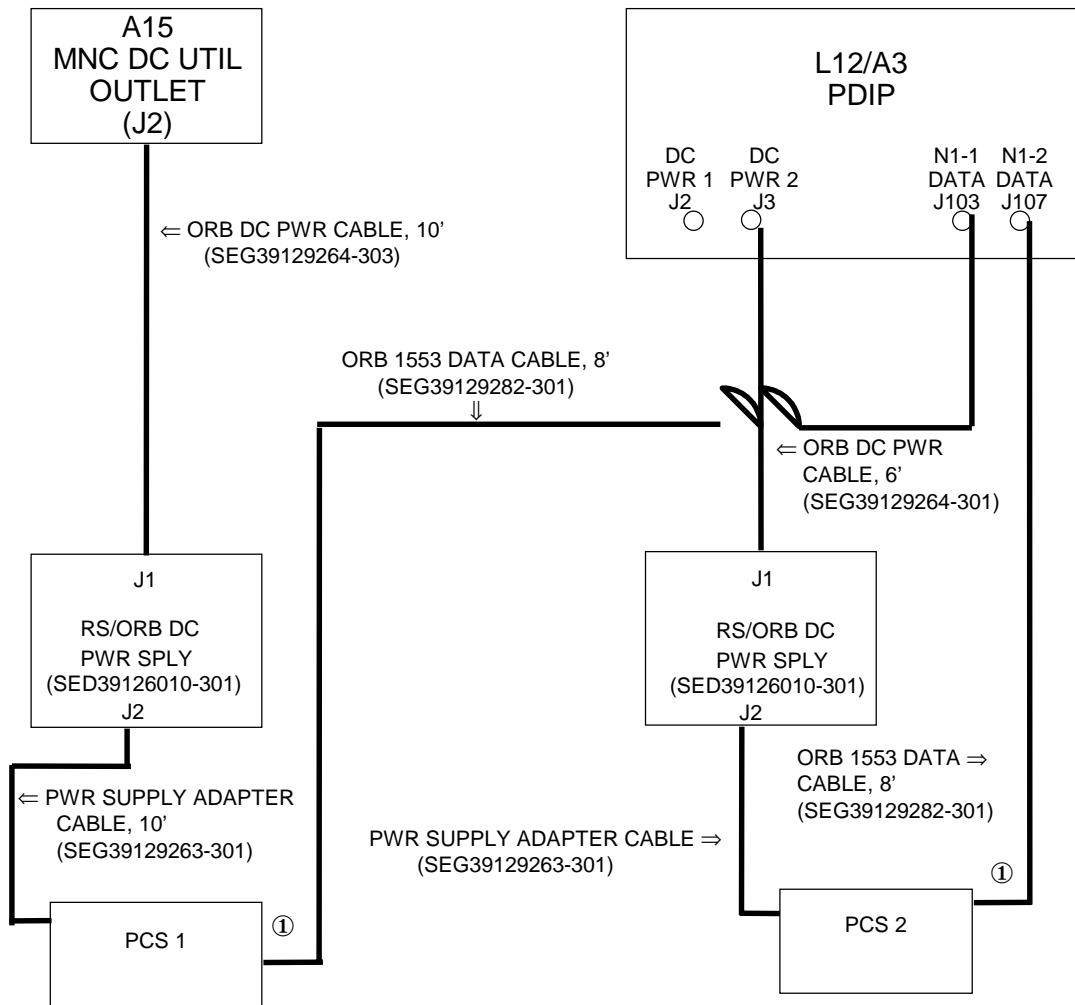 A15
MNC DC UTIL
OUTLET
(J2)
L12/A3
PDIP
DC
PWR 1
J2
DC
PWR 2
J3
N1-1
DATA
J103
N1-2
DATA
J107
⇐ ORB DC PWR CABLE, 10’
(SEG39129264-303)
ORB 1553 DATA CABLE, 8’
(SEG39129282-301)
⇓
⇐ ORB DC PWR
CABLE, 6’
(SEG39129264-301)
J1
RS/ORB DC
PWR SPLY
(SED39126010-301)
J2
J1
RS/ORB DC
PWR SPLY
(SED39126010-301)
J2
⇐ PWR SUPPLY ADAPTER
CABLE, 10’
(SEG39129263-301)
PWR SUPPLY ADAPTER CABLE ⇒
(SEG39129263-301)
ORB 1553 DATA ⇒
CABLE, 8’
(SEG39129282-301)
PCS 1
①
PCS 2
①